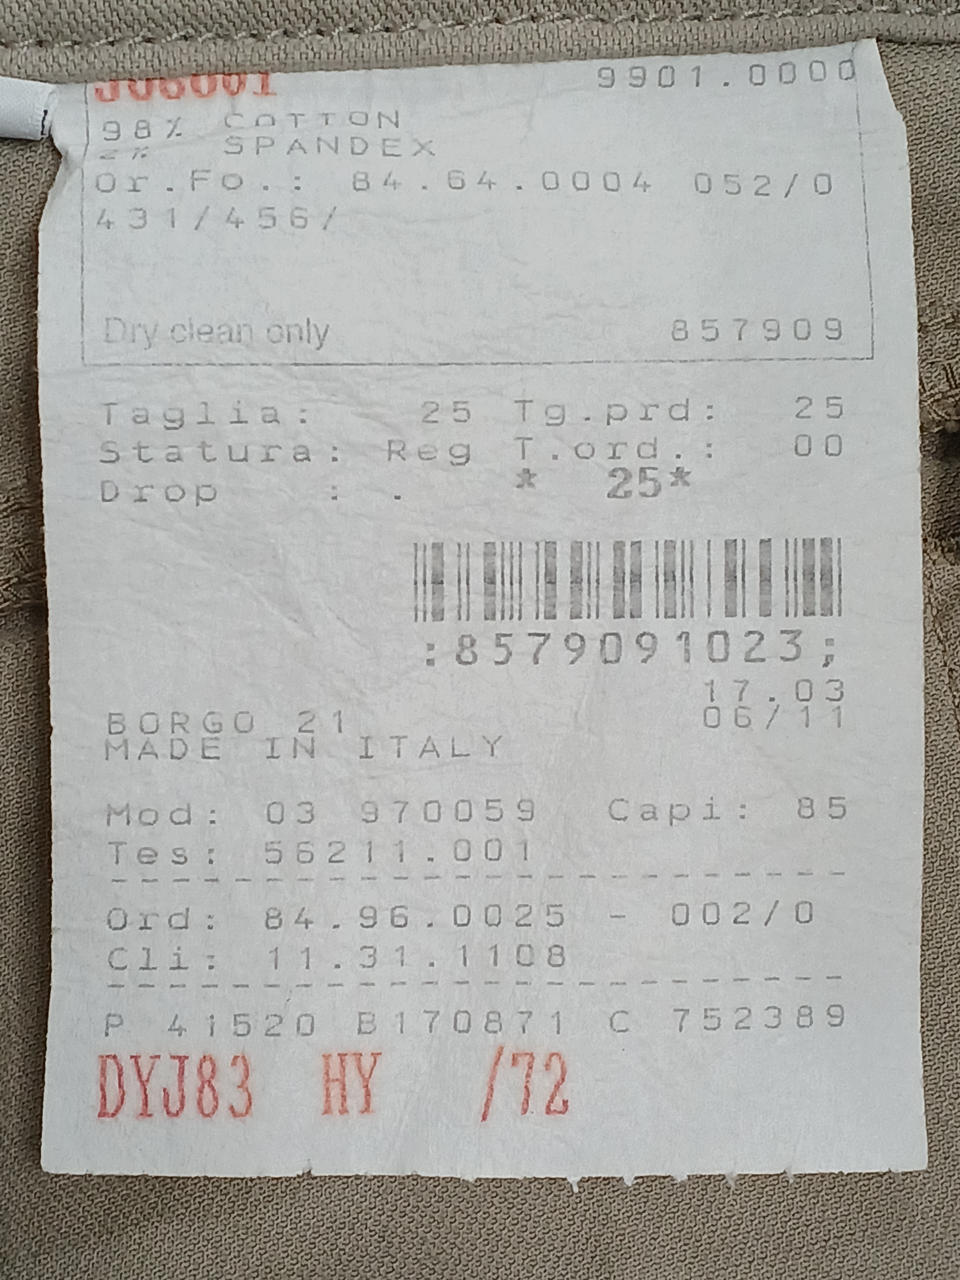 9901.0000
98% COTTON
2% SPANDEX
Or.Fo.: 84.64.0004 052/0
431/456/
Dry clean only 857909
Taglia: 25 Tg.prd: 25
Statura: Reg T.ord.: 00
Drop : . * 25*
:8579091023;
17.03
BORGO 21 06/11
MADE IN ITALY
Mod: 03 970059 Capi: 85
Tes: 56211.001
Ord: 84.96.0025 - 002/0
Cli: 11.31.1108
P 41520 B170871 C 752389
DYJ83 HY /72